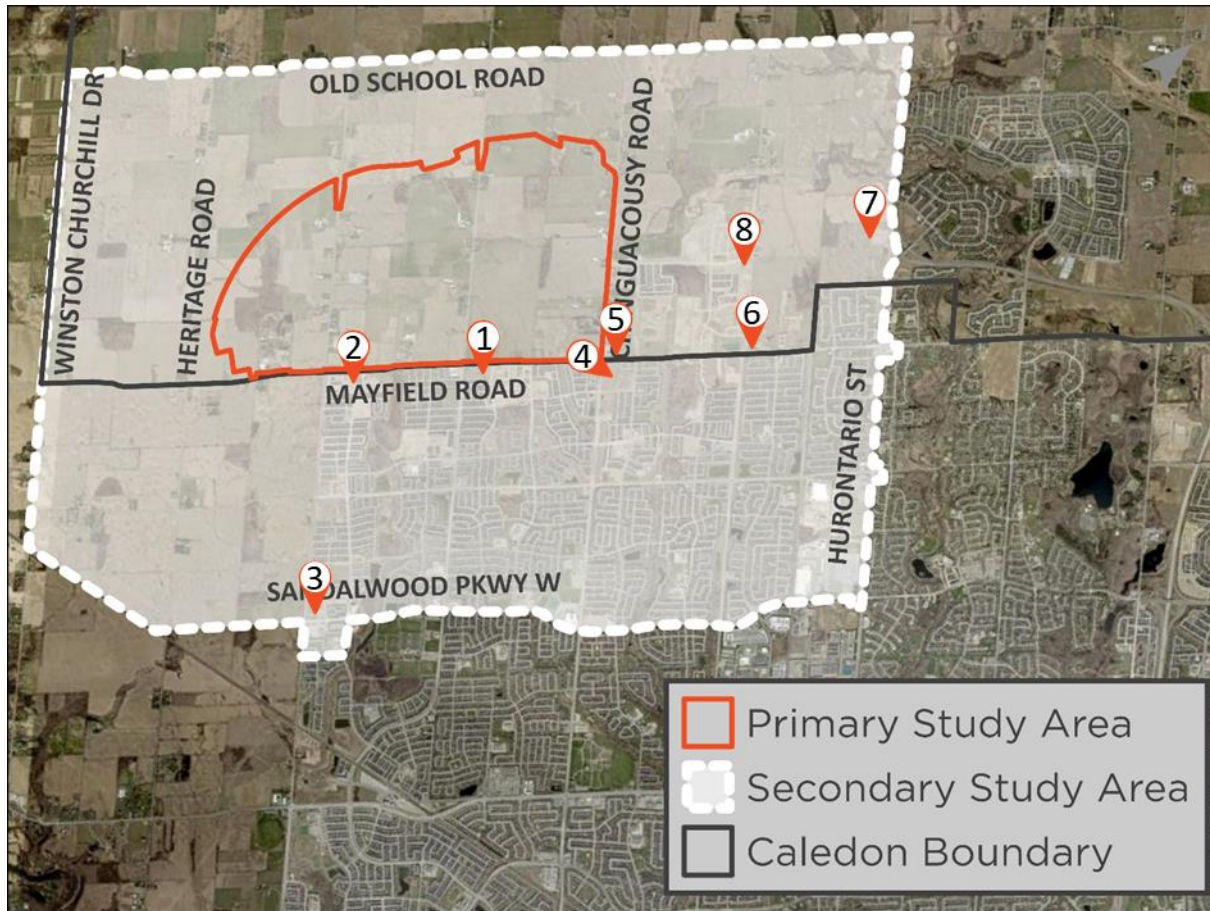 OLD SCHOOL ROAD
WINSTON CHURCHILL DR
HERITAGE ROAD
CHINGUACOUSY ROAD
7
8
6
5
1
2
4
MAYFIELD ROAD
HURONTARIO ST
3
SANDALWOOD PKWY W
Primary Study Area
Secondary Study Area
Caledon Boundary